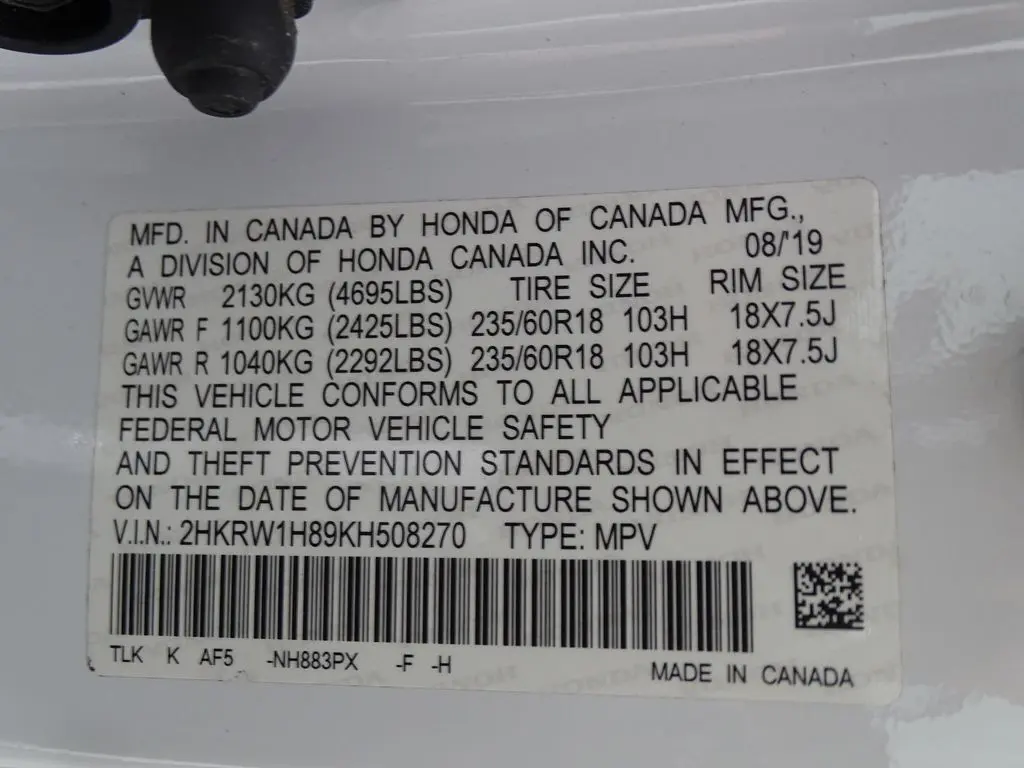 MFD. IN CANADA BY HONDA OF CANADA MFG.,
A DIVISION OF HONDA CANADA INC. 08/'19
GVWR 2130KG (4695LBS) TIRE SIZE RIM SIZE
GAWR F 1100KG (2425LBS) 235/60R18 103H 18X7.5J
GAWR R 1040KG (2292LBS) 235/60R18 103H 18X7.5J
THIS VEHICLE CONFORMS TO ALL APPLICABLE
FEDERAL MOTOR VEHICLE SAFETY
AND THEFT PREVENTION STANDARDS IN EFFECT
ON THE DATE OF MANUFACTURE SHOWN ABOVE.
V.I.N.: 2HKRW1H89KH508270 TYPE: MPV
TLK K AF5 -NH883PX -F -H
MADE IN CANADA